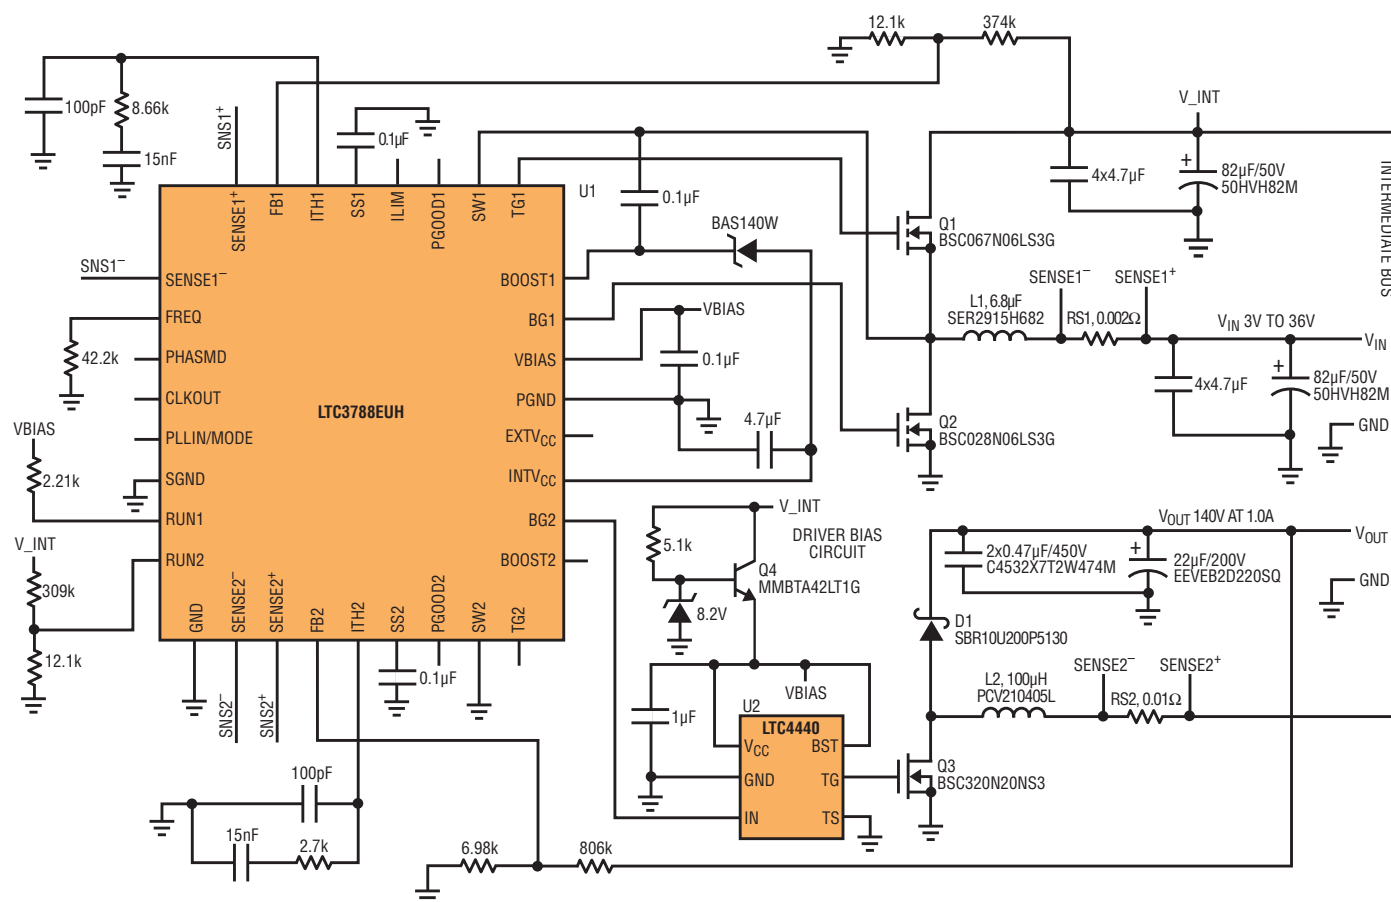 12.1k
374k
100pF
8.66k
15nF
SNS1+
0.1µF
V_INT
4x4.7µF
+
82µF/50V
50HVH82M
INTERMEDIATE BUS
SENSE1+
FB1
ITH1
SS1
ILIM
PGOOD1
SW1
TG1
U1
0.1µF
BAS140W
Q1
BSC067N06LS3G
SNS1–
SENSE1–
FREQ
PHASMD
CLKOUT
PLLIN/MODE
SGND
RUN1
RUN2
42.2k
VBIAS
2.21k
V_INT
309k
12.1k
LTC3788EUH
BOOST1
BG1
VBIAS
PGND
EXTVCC
INTVCC
BG2
BOOST2
VBIAS
0.1µF
4.7µF
SENSE1–
SENSE1+
L1, 6.8µF
SER2915H682
RS1, 0.002Ω
VIN 3V TO 36V
VIN
4x4.7µF
+
82µF/50V
50HVH82M
GND
Q2
BSC028N06LS3G
V_INT
DRIVER BIAS
CIRCUIT
5.1k
Q4
MMBTA42LT1G
8.2V
VOUT 140V AT 1.0A
VOUT
2x0.47µF/450V
C4532X7T2W474M
+
22µF/200V
EEVEB2D220SQ
GND
D1
SBR10U200P5130
GND
SENSE2–
SENSE2+
FB2
ITH2
SS2
PGOOD2
SW2
TG2
SNS2–
SNS2+
0.1µF
1µF
VBIAS
U2
LTC4440
VCC
BST
GND
TG
IN
TS
L2, 100µH
PCV210405L
SENSE2–
SENSE2+
RS2, 0.01Ω
Q3
BSC320N20NS3
100pF
15nF
2.7k
6.98k
806k